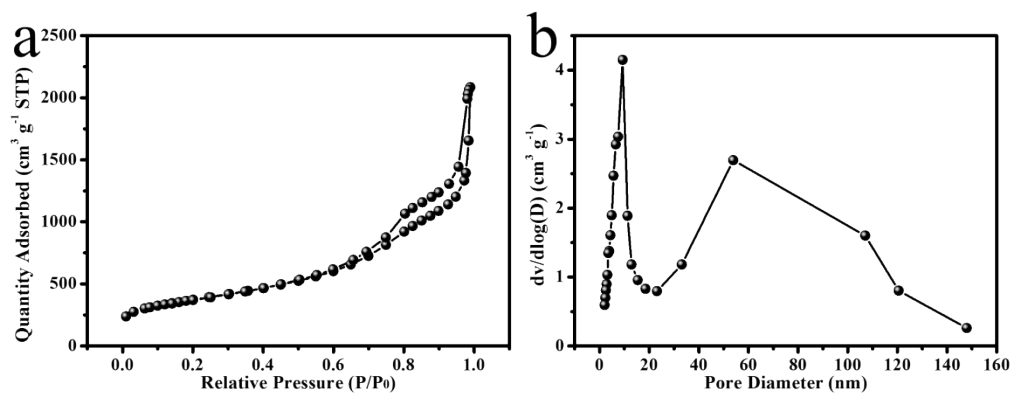 a
Quantity Adsorbed (cm³ g⁻¹ STP)
2500
2000
1500
1000
500
0
0.0 0.2 0.4 0.6 0.8 1.0
Relative Pressure (P/P₀)
b
dv/dlog(D) (cm³ g⁻¹)
4
3
2
1
0
0 20 40 60 80 100 120 140 160
Pore Diameter (nm)